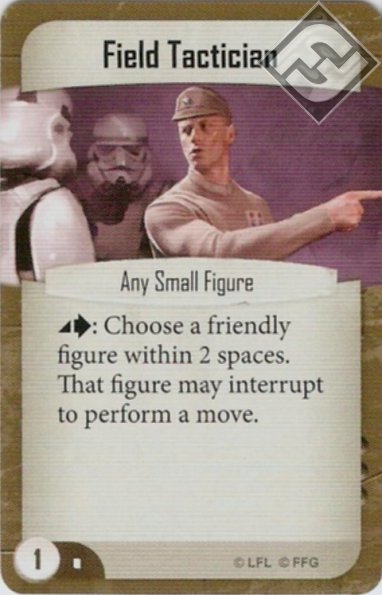 Field Tactician
Any Small Figure
: Choose a friendly
figure within 2 spaces.
That figure may interrupt
to perform a move.
1
© LFL © FFG